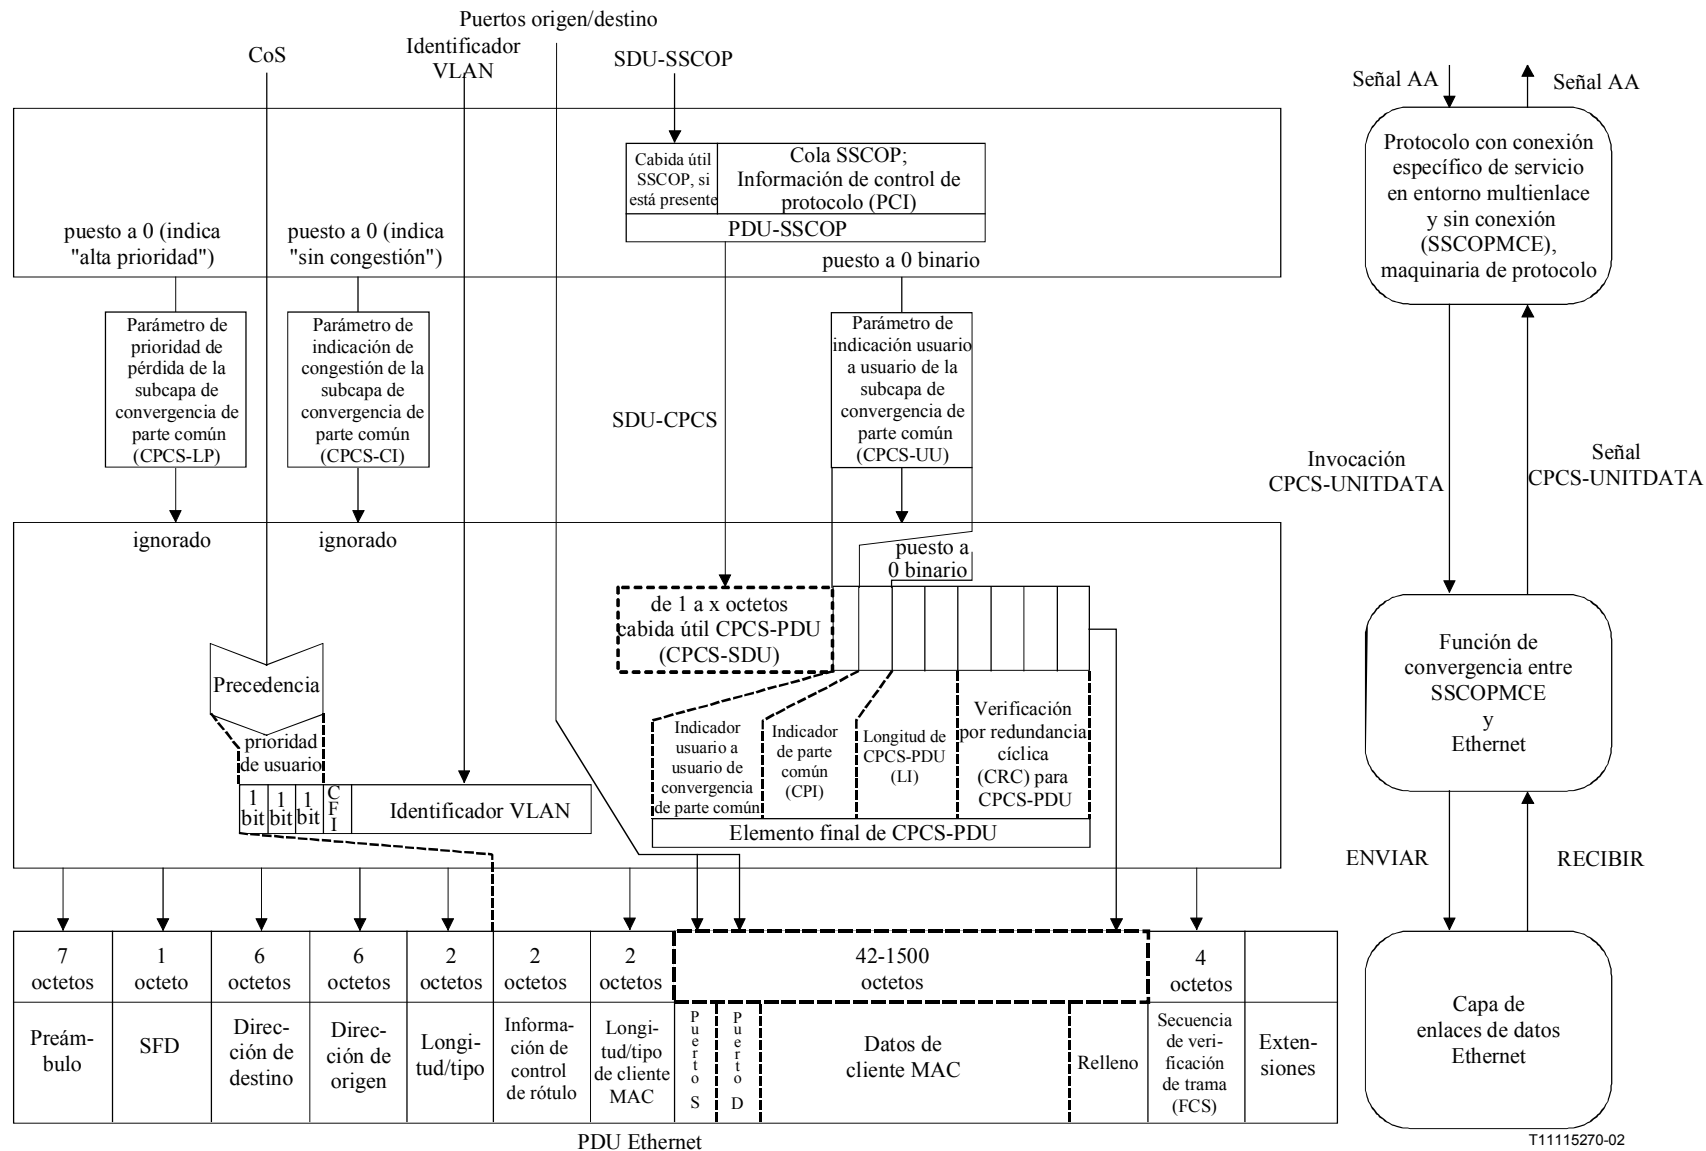 Puertos origen/destino
CoS
Identificador
VLAN
SDU-SSCOP
Señal AA
Señal AA
Cabida útil
SSCOP, si
está presente
Cola SSCOP;
Información de control de
protocolo (PCI)
PDU-SSCOP
puesto a 0 (indica
"alta prioridad")
puesto a 0 (indica
"sin congestión")
puesto a 0 binario
Protocolo con conexión
específico de servicio
en entorno multienlace
y sin conexión
(SSCOPMCE),
maquinaria de protocolo
Parámetro de
prioridad de
pérdida de la
subcapa de
convergencia de
parte común
(CPCS-LP)
Parámetro de
indicación de
congestión de la
subcapa de
convergencia de
parte común
(CPCS-CI)
SDU-CPCS
Parámetro de
indicación usuario
a usuario de la
subcapa de
convergencia de
parte común
(CPCS-UU)
Invocación
CPCS-UNITDATA
Señal
CPCS-UNITDATA
ignorado
ignorado
puesto a
0 binario
de 1 a x octetos
cabida útil CPCS-PDU
(CPCS-SDU)
Precedencia
prioridad
de usuario
1
bit
1
bit
1
bit
C
F
I
Identificador VLAN
Indicador
usuario a
usuario de
convergencia
de parte común
Indicador
de parte
común
(CPI)
Longitud de
CPCS-PDU
(LI)
Verificación
por redundancia
cíclica
(CRC) para
CPCS-PDU
Elemento final de CPCS-PDU
Función de
convergencia entre
SSCOPMCE
y
Ethernet
ENVIAR
RECIBIR
7
octetos
1
octeto
6
octetos
6
octetos
2
octetos
2
octetos
2
octetos
42-1500
octetos
4
octetos
Preám-
bulo
SFD
Direc-
ción de
destino
Direc-
ción de
origen
Longi-
tud/tipo
Informa-
ción de
control
de rótulo
Longi-
tud/tipo
de cliente
MAC
Puerto S
Puerto D
Datos de
cliente MAC
Relleno
Secuencia
de veri-
ficación
de trama
(FCS)
Exten-
siones
Capa de
enlaces de datos
Ethernet
PDU Ethernet
T11115270-02